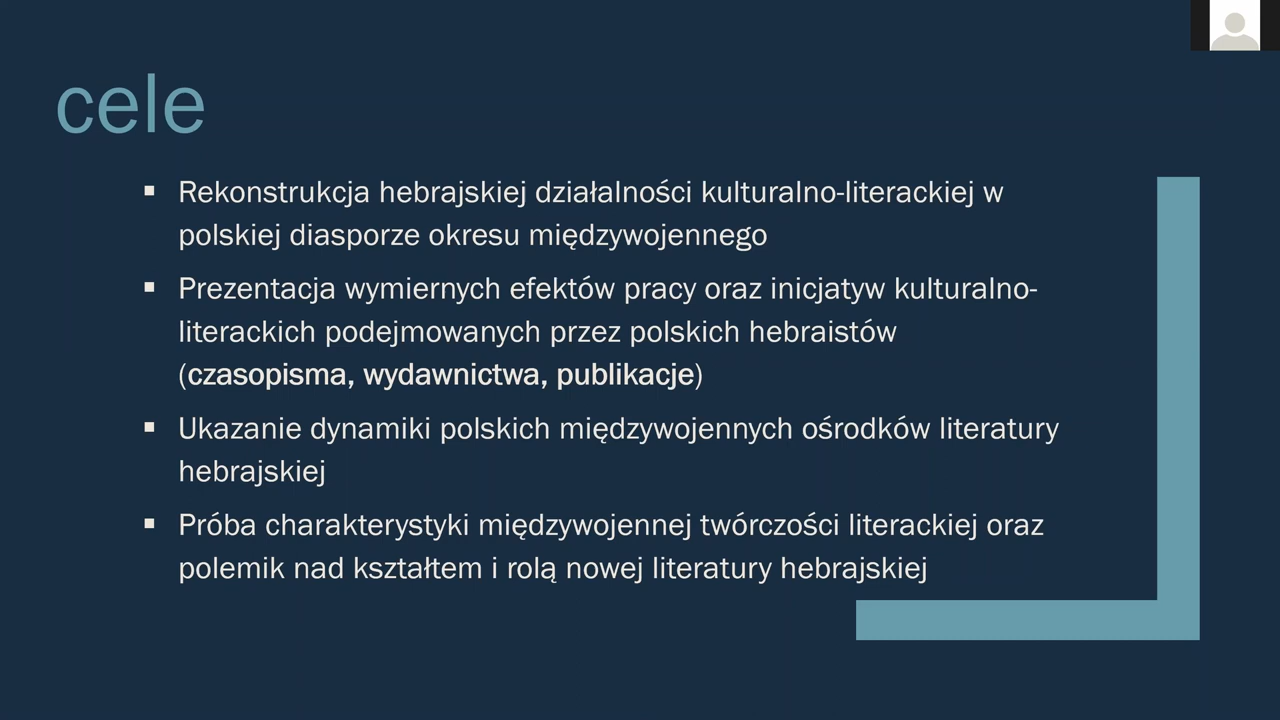 cele
▪ Rekonstrukcja hebrajskiej działalności kulturalno-literackiej w
polskiej diasporze okresu międzywojennego
▪ Prezentacja wymiernych efektów pracy oraz inicjatyw kulturalno-
literackich podejmowanych przez polskich hebraistów
(czasopisma, wydawnictwa, publikacje)
▪ Ukazanie dynamiki polskich międzywojennych ośrodków literatury
hebrajskiej
▪ Próba charakterystyki międzywojennej twórczości literackiej oraz
polemik nad kształtem i rolą nowej literatury hebrajskiej